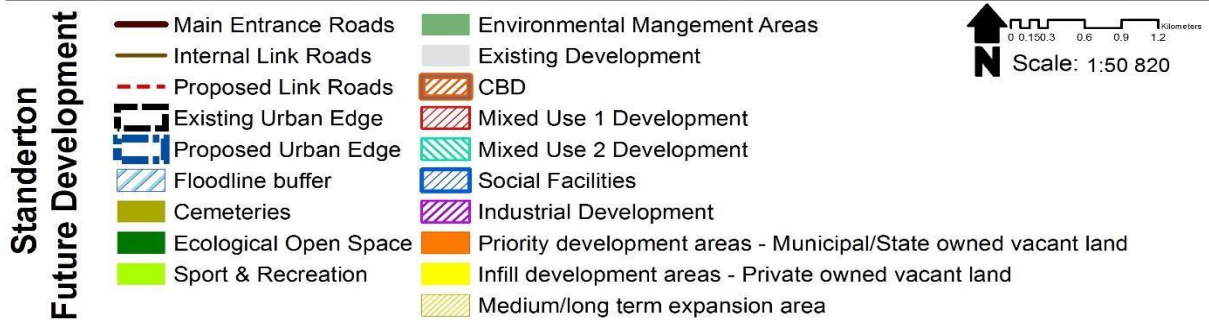 Standerton
Future Development
Main Entrance Roads
Internal Link Roads
Proposed Link Roads
Existing Urban Edge
Proposed Urban Edge
Floodline buffer
Cemeteries
Ecological Open Space
Sport & Recreation
Environmental Mangement Areas
Existing Development
CBD
Mixed Use 1 Development
Mixed Use 2 Development
Social Facilities
Industrial Development
Priority development areas - Municipal/State owned vacant land
Infill development areas - Private owned vacant land
Medium/long term expansion area
Kilometers
0 0.15 0.3 0.6 0.9 1.2
N Scale: 1:50 820